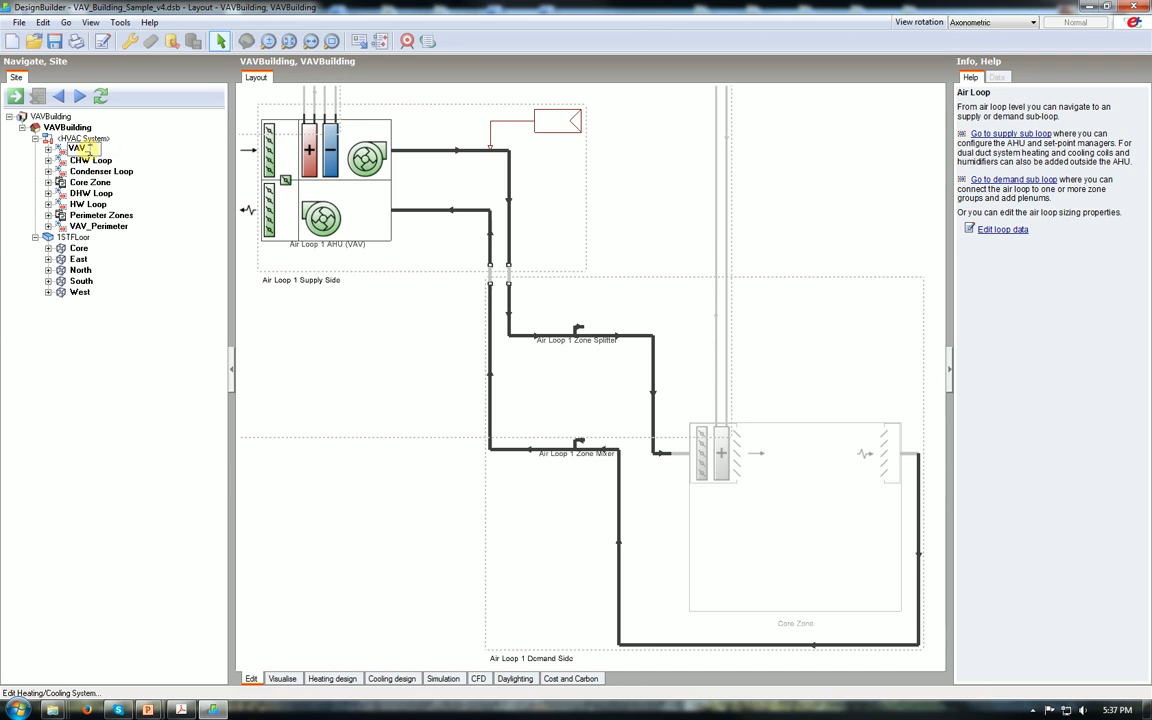 DesignBuilder - VAV_Building_Sample_v4.dsb - Layout - VAVBuilding, VAVBuilding
File Edit Go View Tools Help
View rotation Axonometric Normal
Navigate, Site
Site
VAVBuilding
VAVBuilding
<HVAC System>
VAV_
CHW Loop
Condenser Loop
Core Zone
DHW Loop
HW Loop
Perimeter Zones
VAV_Perimeter
1STFLoor
Core
East
North
South
West
VAVBuilding, VAVBuilding
Layout
Air Loop 1 AHU (VAV)
Air Loop 1 Supply Side
Air Loop 1 Zone Splitter
Air Loop 1 Zone Mixer
Core Zone
Air Loop 1 Demand Side
Edit Visualise Heating design Cooling design Simulation CFD Daylighting Cost and Carbon
Info, Help
Help Data
Air Loop
From air loop level you can navigate to an
supply or demand sub-loop.
Go to supply sub loop where you can
configure the AHU and set-point managers. For
dual duct system heating and cooling coils and
humidifiers can also be added outside the AHU.
Go to demand sub loop where you can
connect the air loop to one or more zone
groups and add plenums.
Or you can edit the air loop sizing properties.
Edit loop data
Edit Heating/Cooling System...
5:37 PM